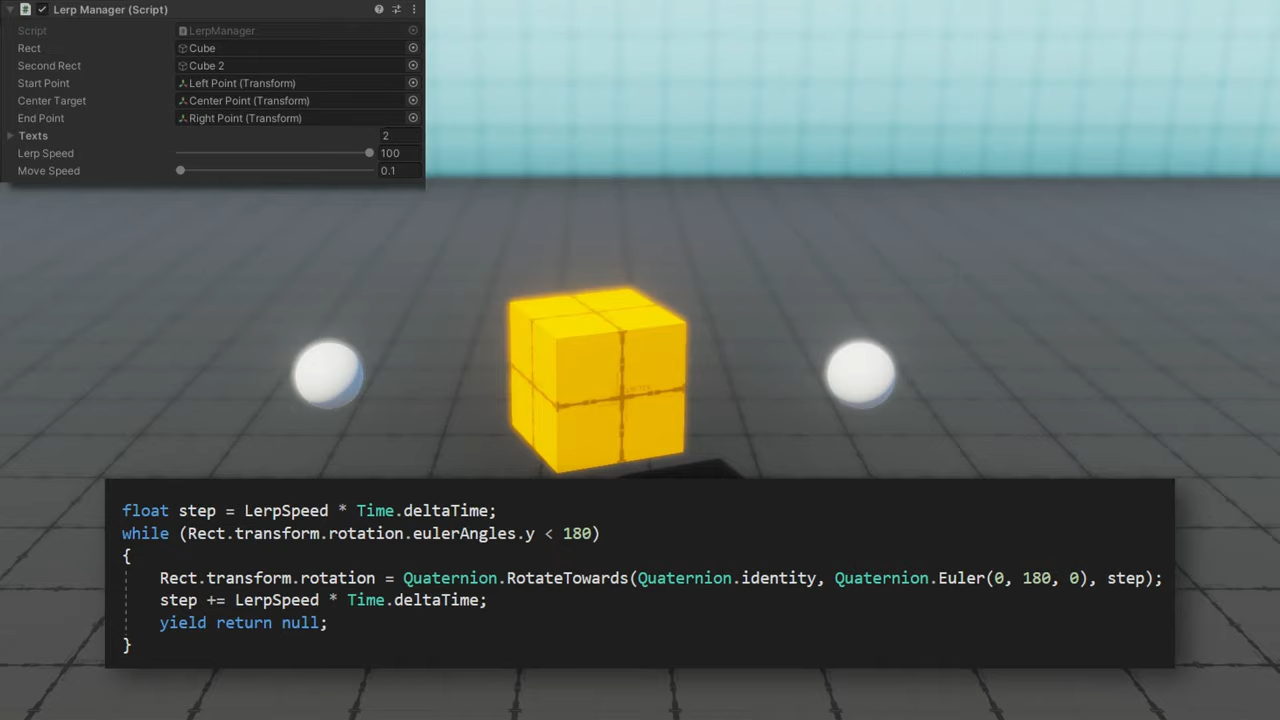 Lerp Manager (Script)
Script LerpManager
Rect Cube
Second Rect Cube 2
Start Point Left Point (Transform)
Center Target Center Point (Transform)
End Point Right Point (Transform)
Texts 2
Lerp Speed 100
Move Speed 0.1
float step = LerpSpeed * Time.deltaTime;
while (Rect.transform.rotation.eulerAngles.y < 180)
{
Rect.transform.rotation = Quaternion.RotateTowards(Quaternion.identity, Quaternion.Euler(0, 180, 0), step);
step += LerpSpeed * Time.deltaTime;
yield return null;
}